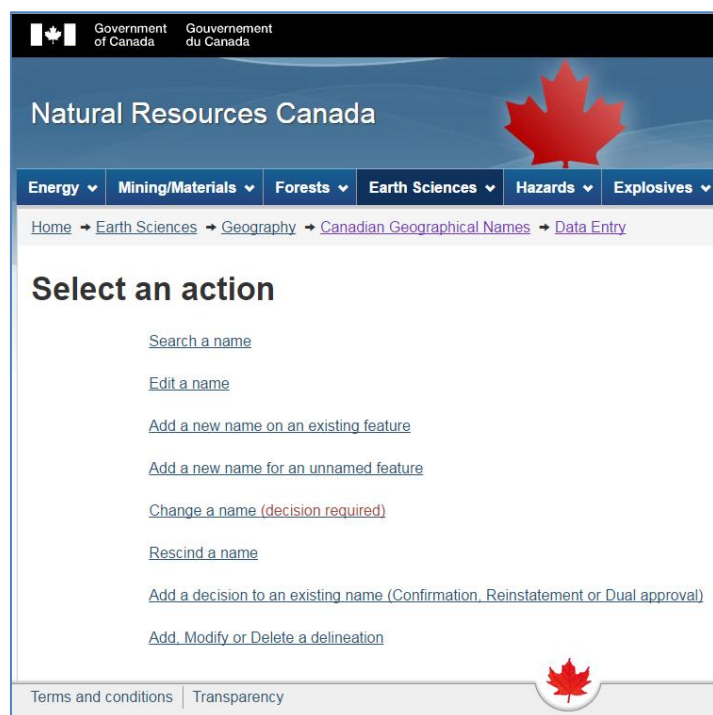 Government of Canada Gouvernement du Canada
Natural Resources Canada
Energy Mining/Materials Forests Earth Sciences Hazards Explosives
Home → Earth Sciences → Geography → Canadian Geographical Names → Data Entry
Select an action
Search a name
Edit a name
Add a new name on an existing feature
Add a new name for an unnamed feature
Change a name (decision required)
Rescind a name
Add a decision to an existing name (Confirmation, Reinstatement or Dual approval)
Add, Modify or Delete a delineation
Terms and conditions | Transparency